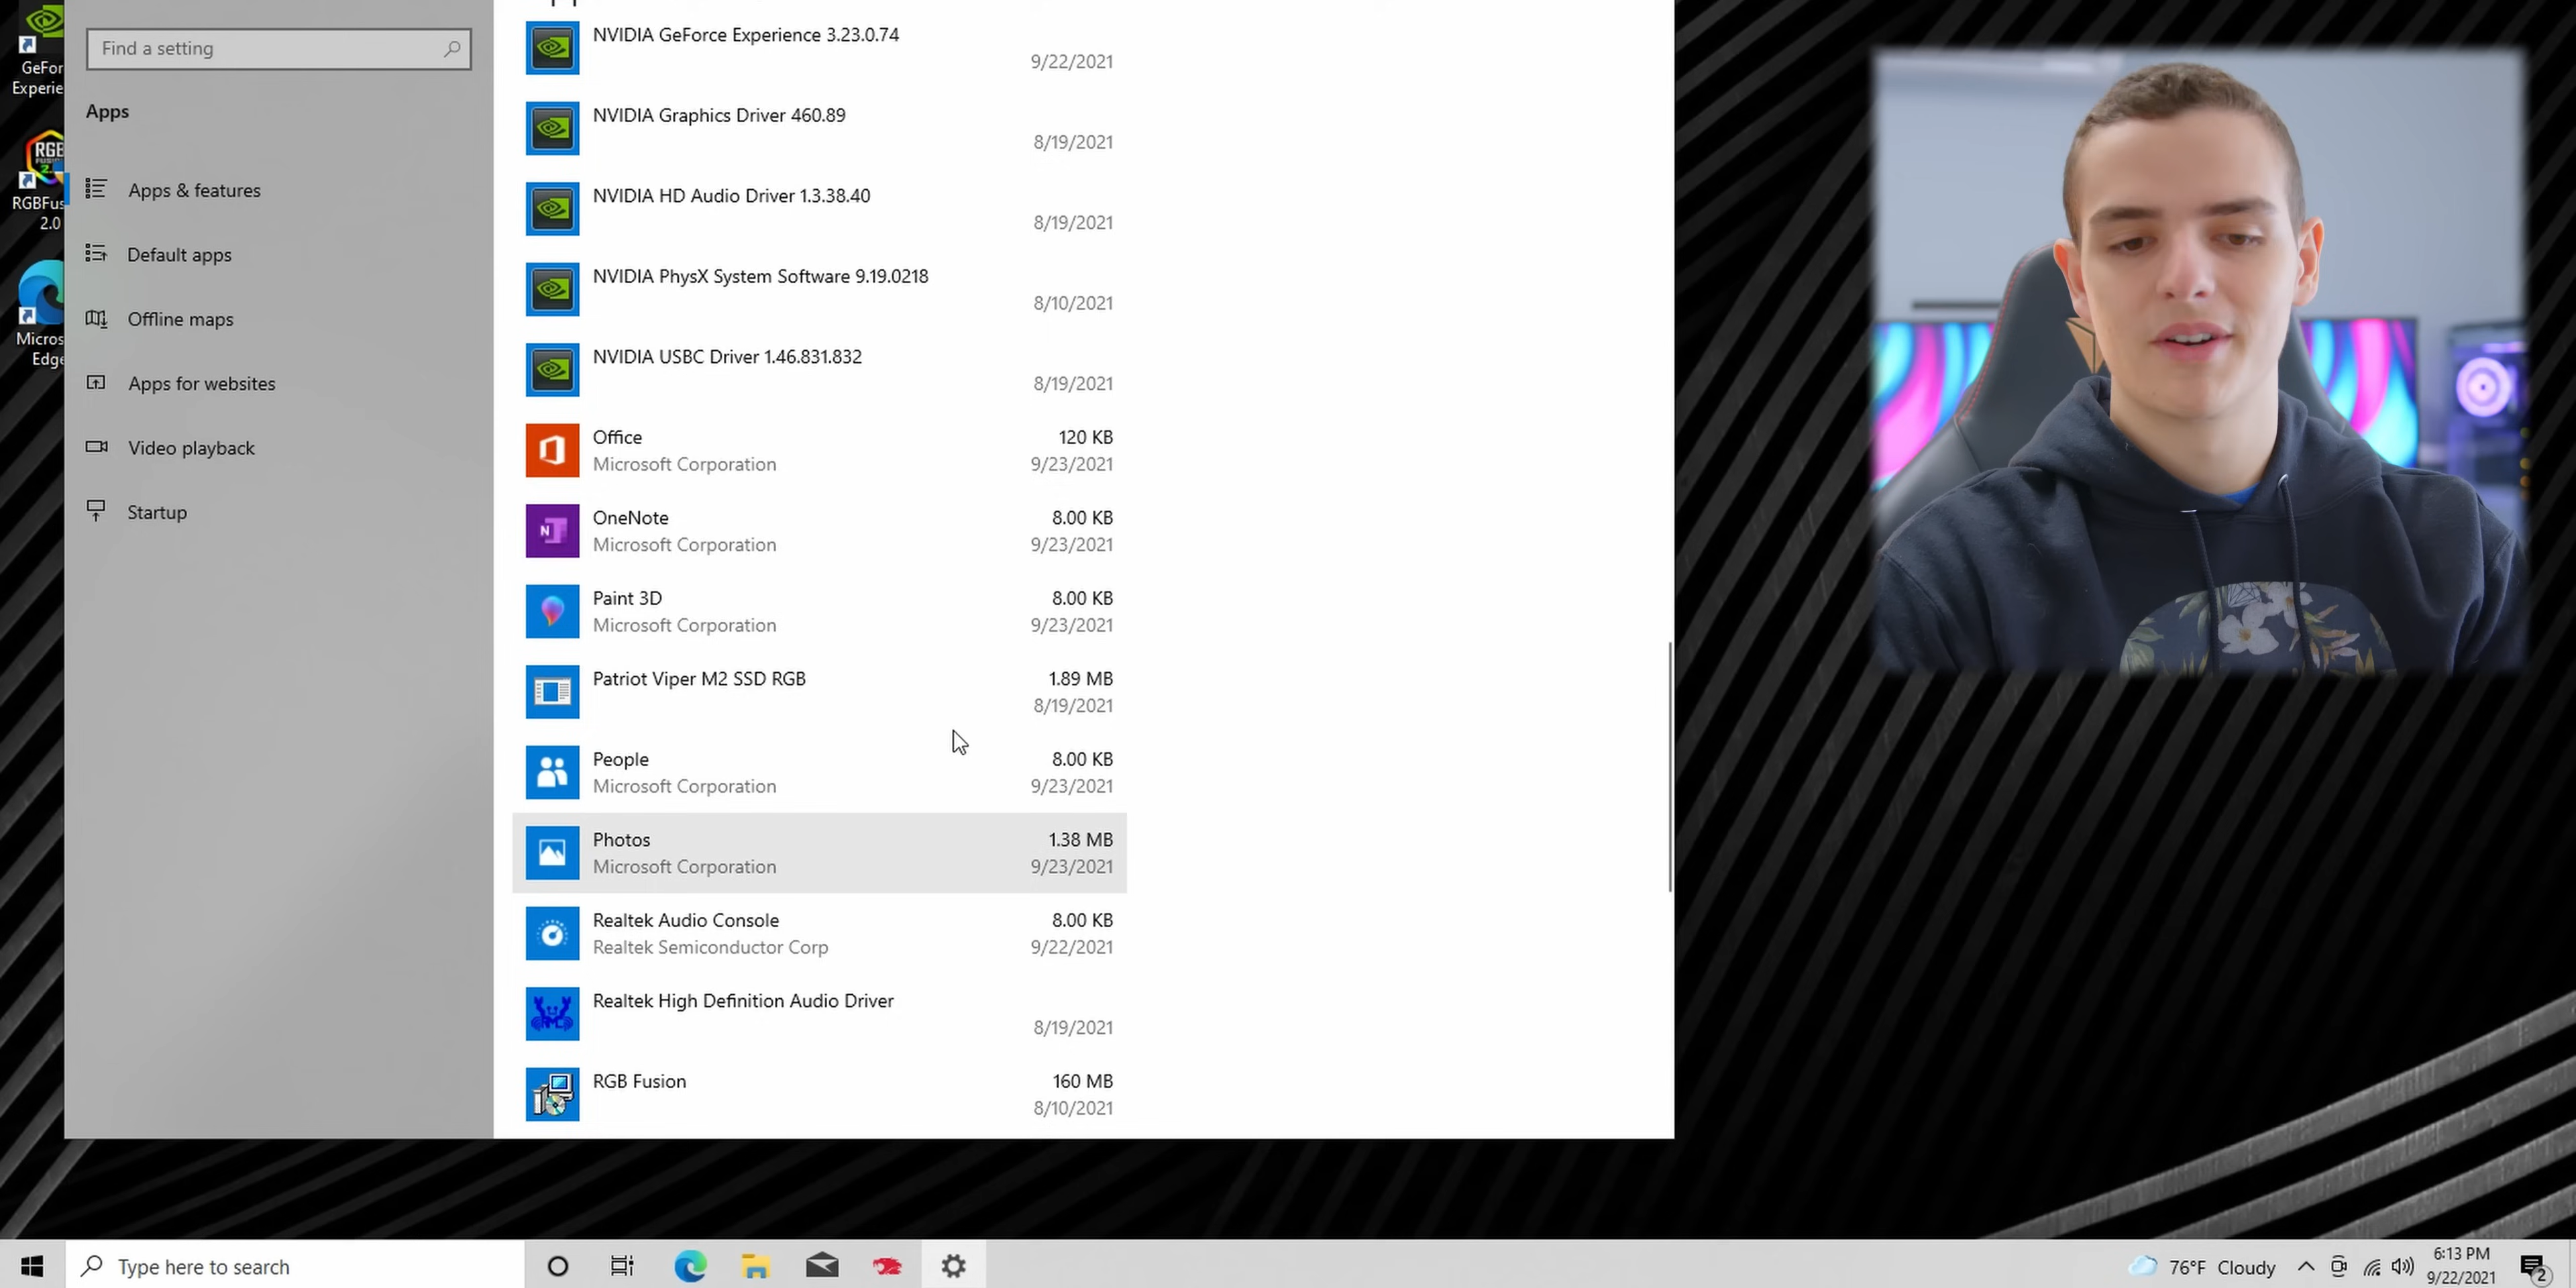 GeFor
Experie
RGB
RGBFus
2.0
Micros
Edge
Find a setting
Apps
Apps & features
Default apps
Offline maps
Apps for websites
Video playback
Startup
NVIDIA GeForce Experience 3.23.0.74
9/22/2021
NVIDIA Graphics Driver 460.89
8/19/2021
NVIDIA HD Audio Driver 1.3.38.40
8/19/2021
NVIDIA PhysX System Software 9.19.0218
8/10/2021
NVIDIA USBC Driver 1.46.831.832
8/19/2021
Office 120 KB
Microsoft Corporation 9/23/2021
OneNote 8.00 KB
Microsoft Corporation 9/23/2021
Paint 3D 8.00 KB
Microsoft Corporation 9/23/2021
Patriot Viper M2 SSD RGB 1.89 MB
8/19/2021
People 8.00 KB
Microsoft Corporation 9/23/2021
Photos 1.38 MB
Microsoft Corporation 9/23/2021
Realtek Audio Console 8.00 KB
Realtek Semiconductor Corp 9/22/2021
Realtek High Definition Audio Driver
8/19/2021
RGB Fusion 160 MB
8/10/2021
Type here to search
76°F Cloudy
6:13 PM
9/22/2021
2